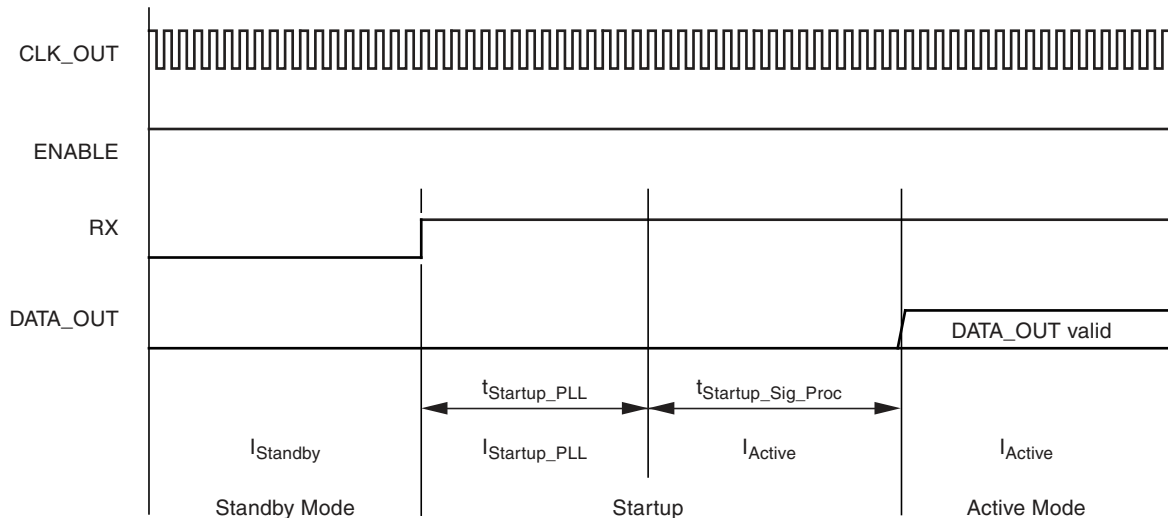 CLK_OUT
ENABLE
RX
DATA_OUT
DATA_OUT valid
tStartup_PLL
tStartup_Sig_Proc
IStandby
IStartup_PLL
IActive
IActive
Standby Mode
Startup
Active Mode